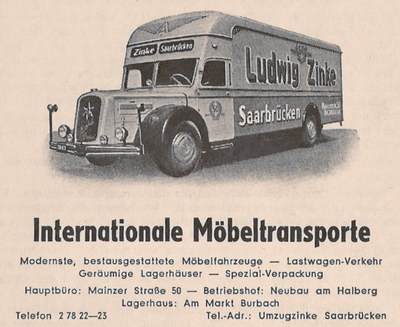 Zinke Saarbrücken
Ludwig Zinke
Saarbrücken
Internationale Möbeltransporte
Modernste, bestausgestattete Möbelfahrzeuge — Lastwagen-Verkehr
Geräumige Lagerhäuser — Spezial-Verpackung
Hauptbüro: Mainzer Straße 50 — Betriebshof: Neubau am Halberg
Lagerhaus: Am Markt Burbach
Telefon 2 78 22—23 Tel.-Adr.: Umzugzinke Saarbrücken